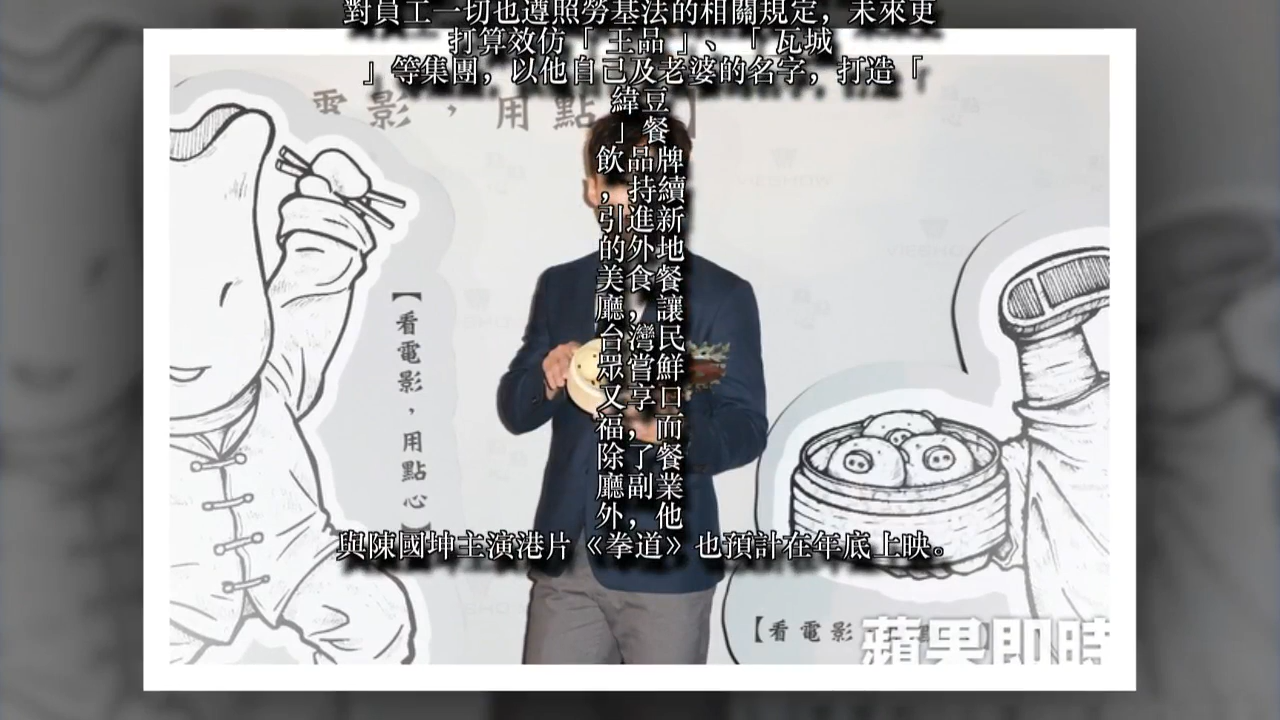 對員工一切也遵照勞基法的相關規定，未來更
打算效仿「 王品 」、「 瓦城
」等集團，以他自己及老婆的名字，打造「
緯豆
」餐
飲品牌
，持續
引進新
的外地
美食餐
廳，讓
台灣民
眾嘗鮮
又享口
福，而
除了餐
廳副業
外，他
與陳國坤主演港片《拳道》也預計在年底上映。
電影，用點
【看電影，用點心】
【看電影
蘋果即時